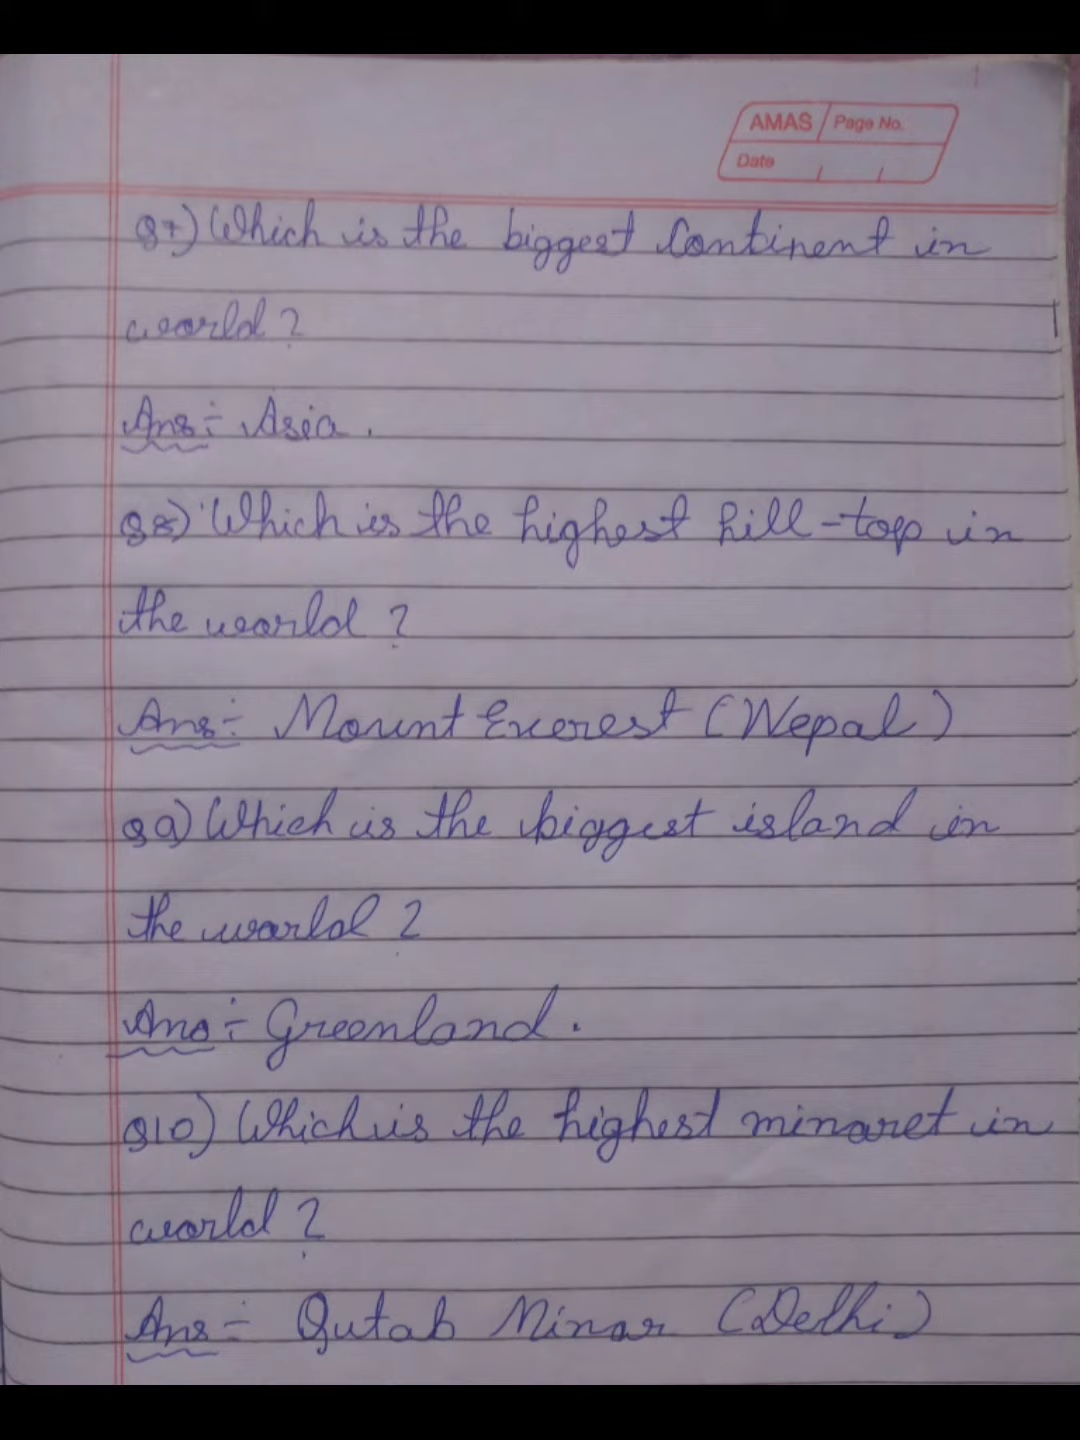 AMAS Page No.
Date
Q7) Which is the biggest Continent in
world ?
Ans:- Asia.
Q8) Which is the highest hill-top in
the world ?
Ans:- Mount Everest (Nepal)
Q9) Which is the biggest island in
the world ?
Ans:- Greenland.
Q10) Which is the highest minaret in
world ?
Ans:- Qutab Minar (Delhi)